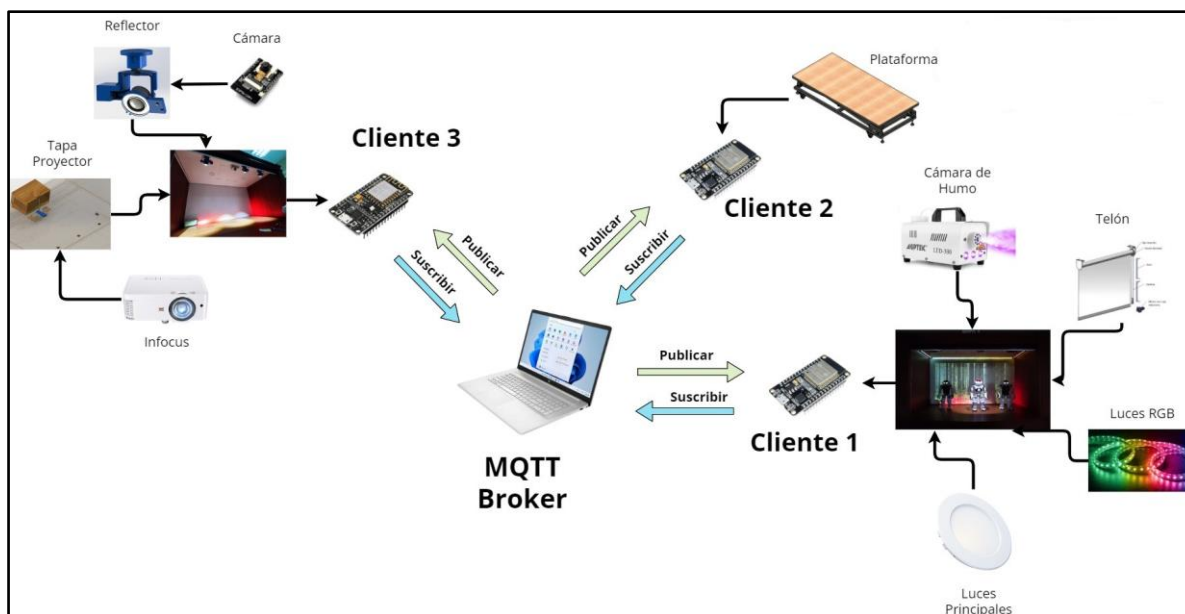 Reflector
Cámara
Plataforma
Cliente 3
Tapa
Proyector
Cliente 2
Cámara de
Humo
Telón
Publicar
Suscribir
Publicar
Suscribir
Infocus
Publicar
Suscribir
Cliente 1
Luces RGB
MQTT
Broker
Luces
Principales